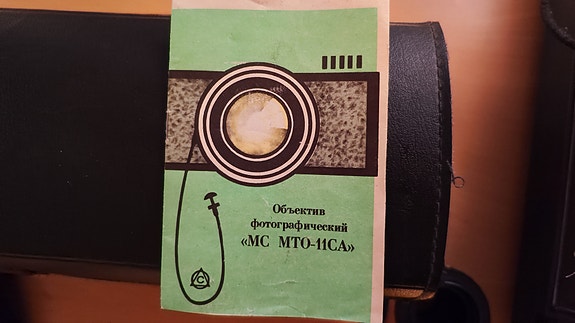 Объектив
фотографический
«МС МТО-11СА»